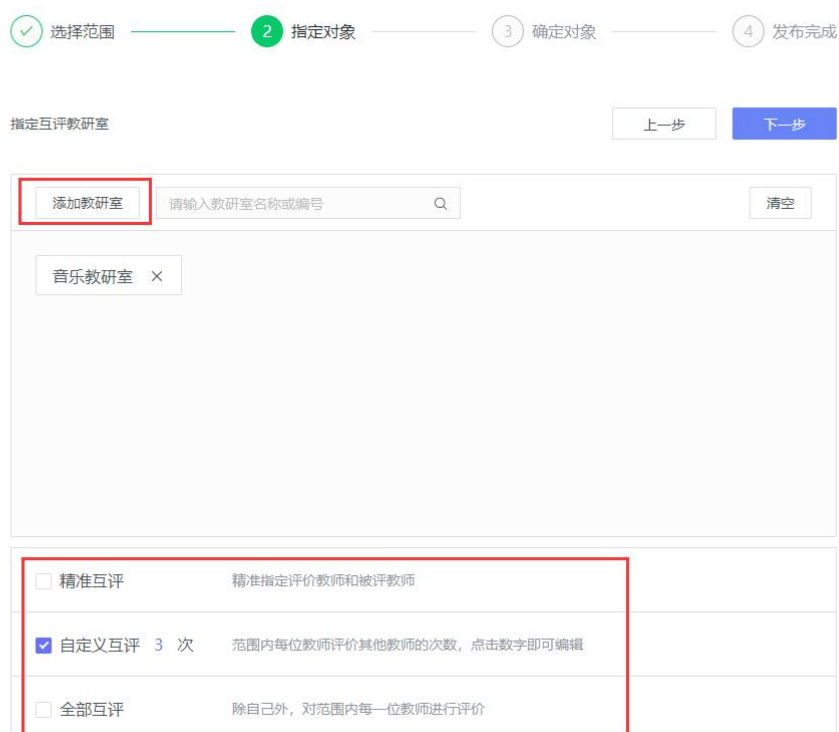 选择范围 2 指定对象 3 确定对象 4 发布完成
指定互评教研室 上一步 下一步
添加教研室 请输入教研室名称或编号 清空
音乐教研室
精准互评 精准指定评价教师和被评教师
自定义互评 3 次 范围内每位教师评价其他教师的次数，点击数字即可编辑
全部互评 除自己外，对范围内每一位教师进行评价